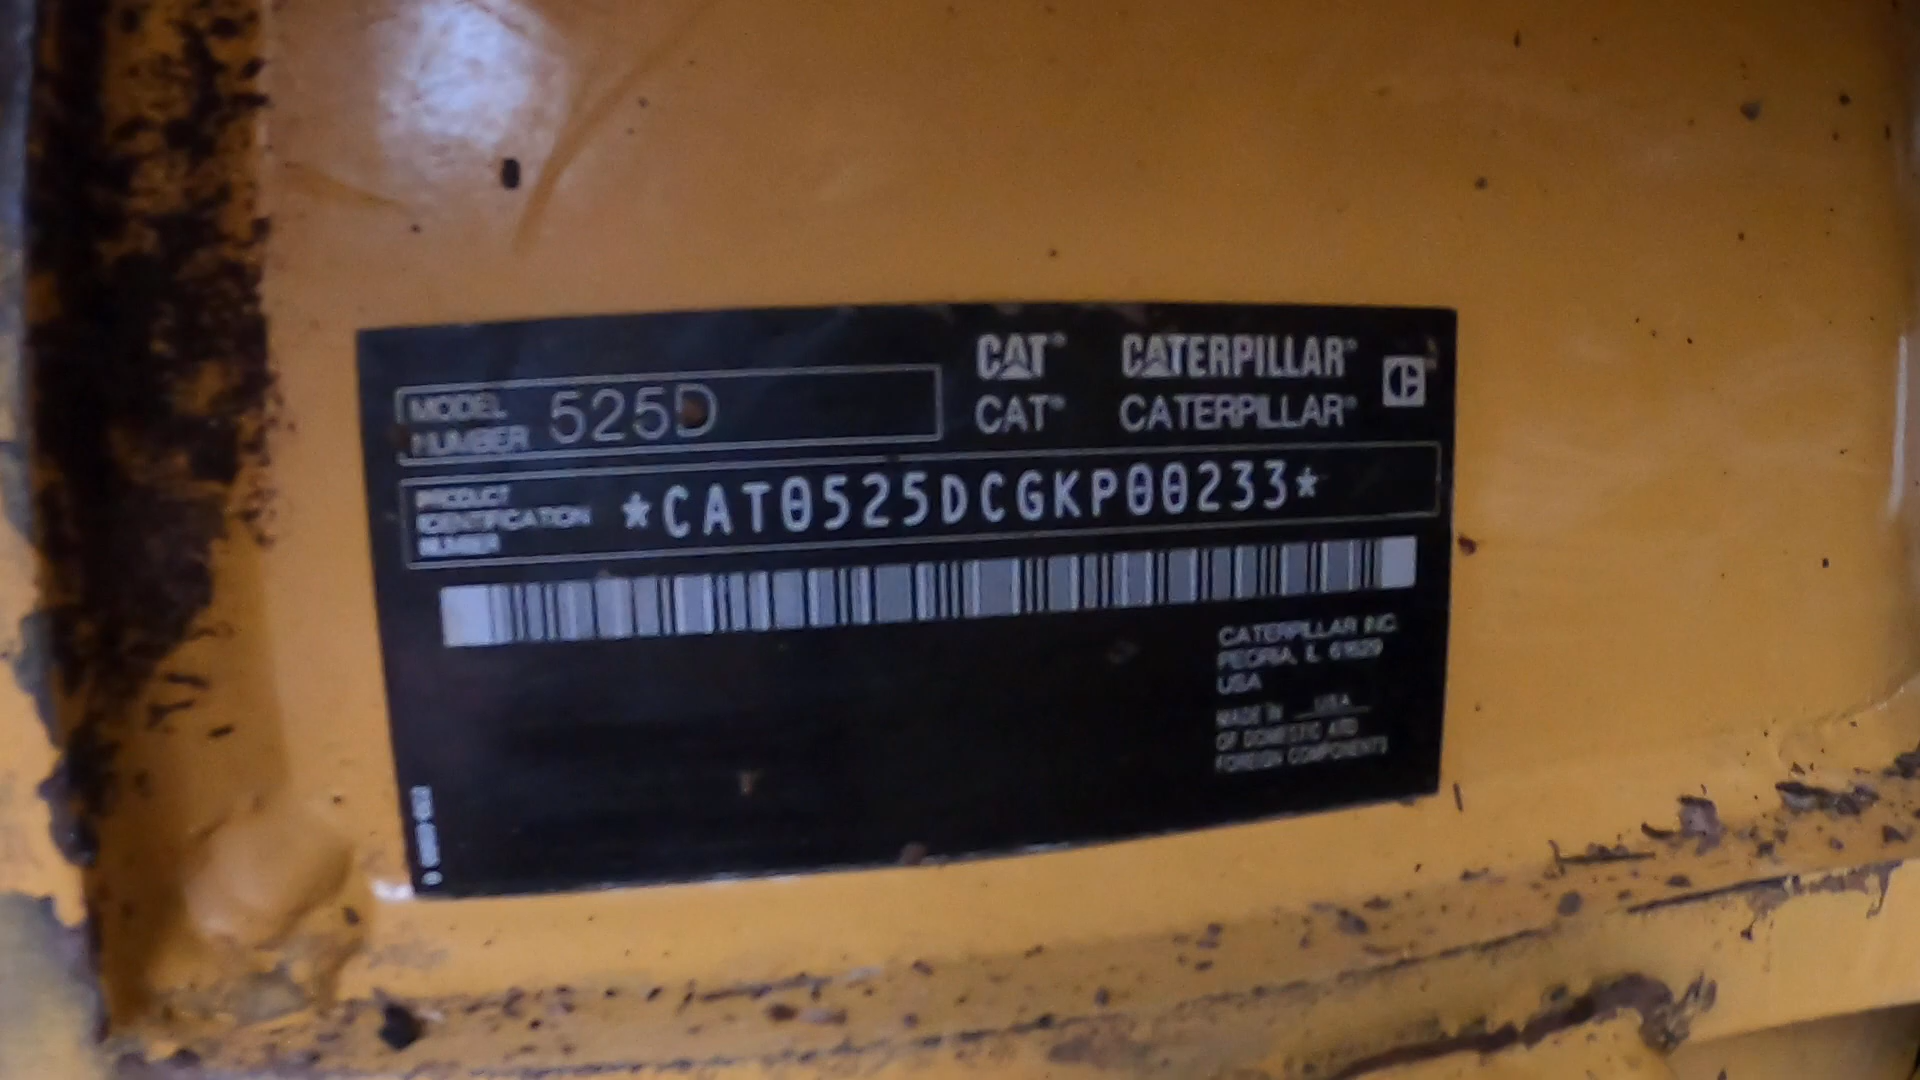 CAT® CATERPILLAR® C
MODEL NUMBER 525D
CAT® CATERPILLAR®
PRODUCT IDENTIFICATION NUMBER *CAT0525DCGKP00233*
CATERPILLAR INC.
PEORIA, IL 61629
USA
MADE IN USA
OF DOMESTIC AND
FOREIGN COMPONENTS